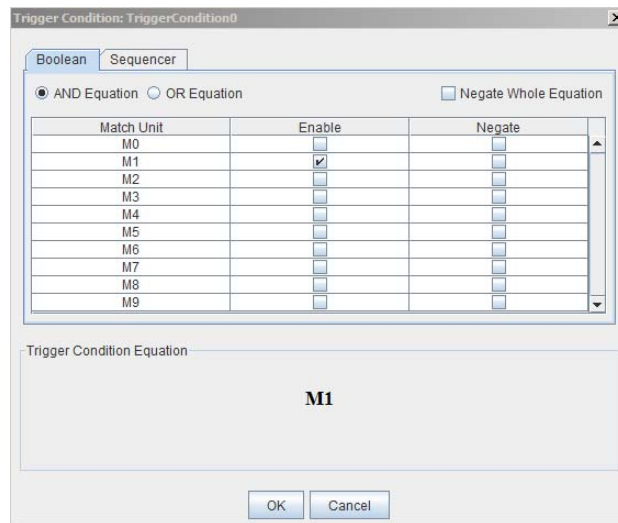 Trigger Condition: TriggerCondition0
Boolean Sequencer
AND Equation OR Equation Negate Whole Equation
Match Unit Enable Negate
M0
M1
M2
M3
M4
M5
M6
M7
M8
M9
Trigger Condition Equation
M1
OK Cancel